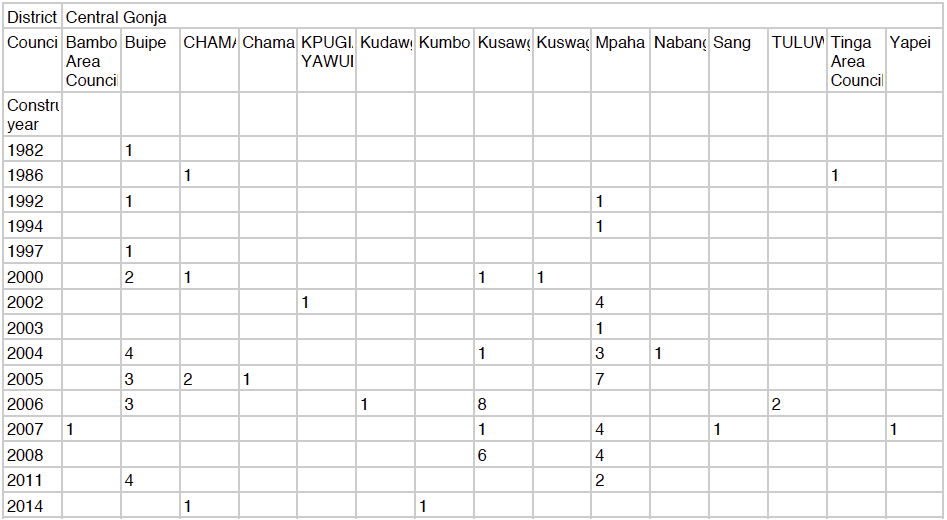 District Central Gonja
Counci Bambo Area Counci Buipe CHAMA Chama KPUGI YAWUI Kudaw Kumbo Kusaw Kuswa Mpaha Naban Sang TULUW Tinga Area Counci Yapei
Constru year
1982 1
1986 1 1
1992 1 1
1994 1
1997 1
2000 2 1 1 1
2002 1 4
2003 1
2004 4 1 3 1
2005 3 2 1 7
2006 3 1 8 2
2007 1 1 4 1 1
2008 6 4
2011 4 2
2014 1 1